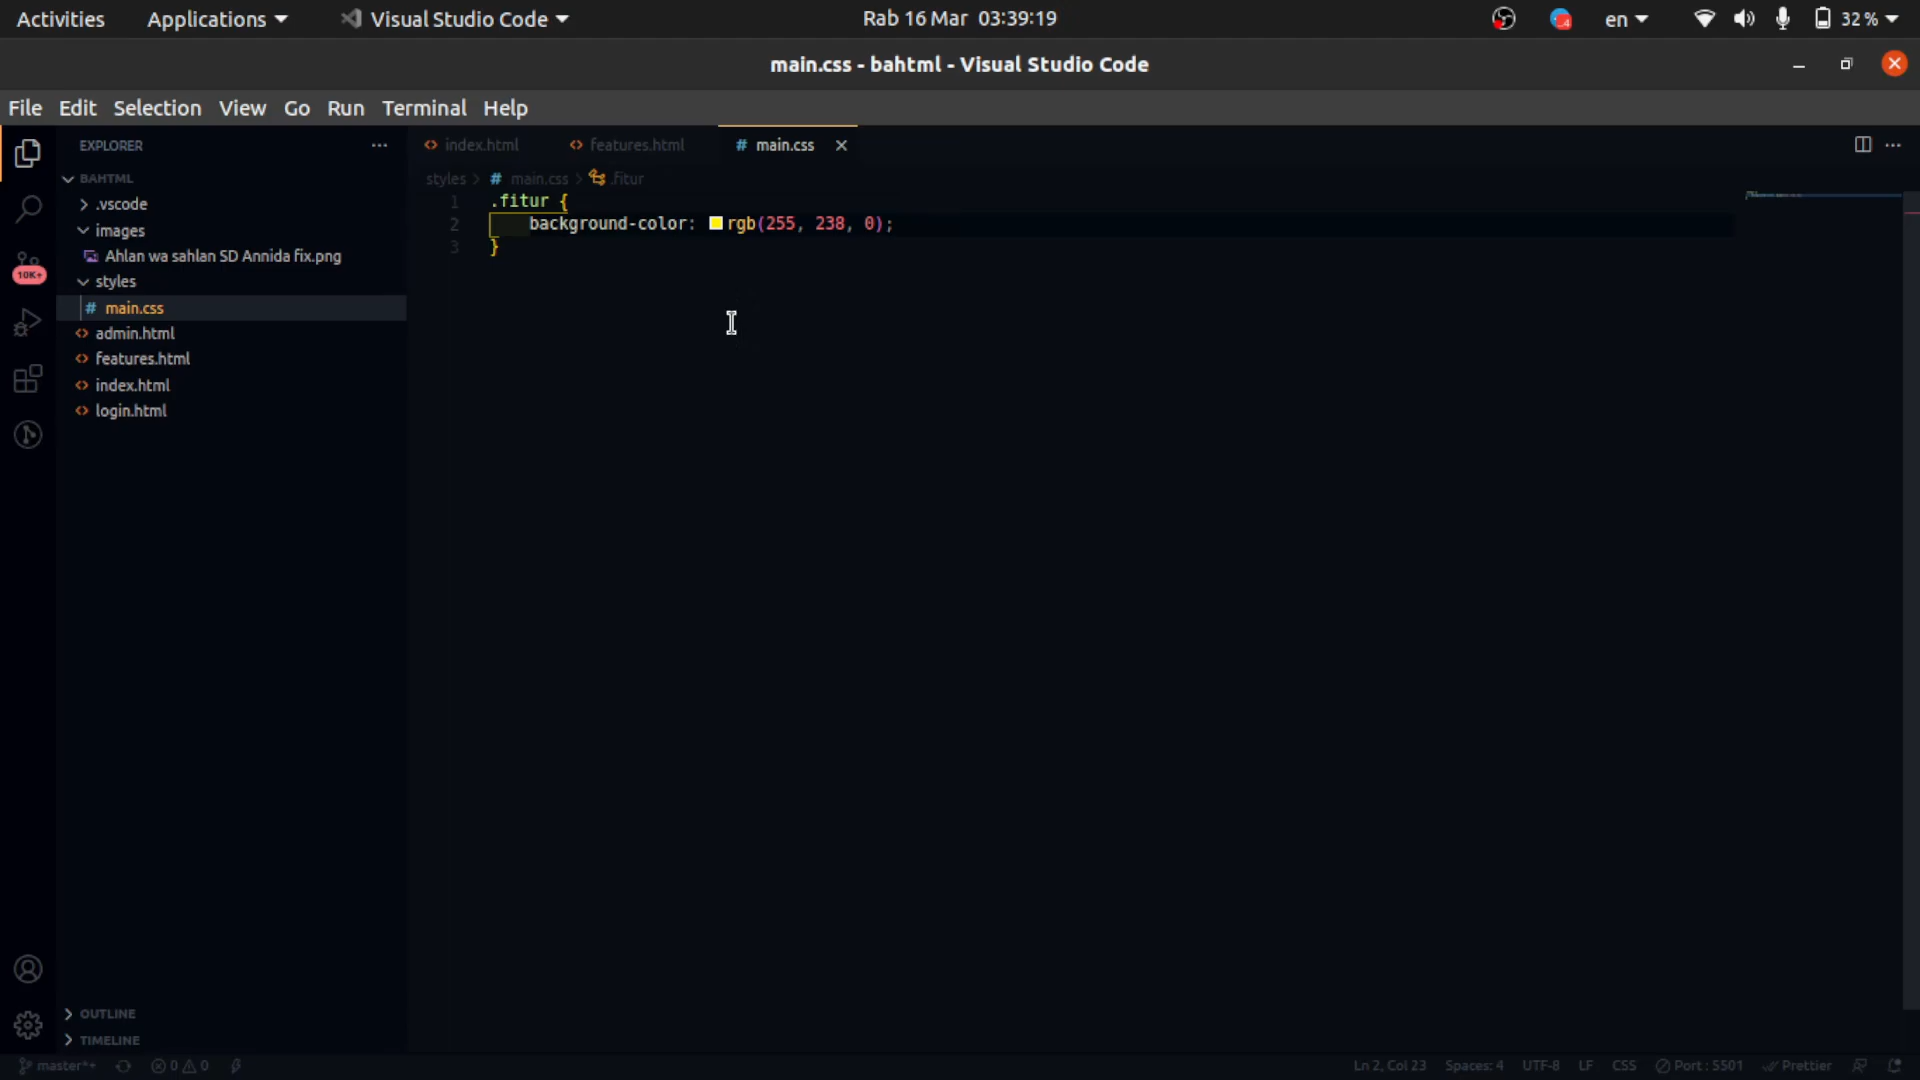 Activities Applications Visual Studio Code Rab 16 Mar 03:39:19 4 en 32 %
main.css - bahtml - Visual Studio Code
File Edit Selection View Go Run Terminal Help
EXPLORER
BAHTML
.vscode
images
Ahlan wa sahlan SD Annida fix.png
styles
# main.css
admin.html
features.html
index.html
login.html
10K+
OUTLINE
TIMELINE
index.html features.html # main.css
styles > # main.css > .fitur
1 .fitur {
2 background-color: rgb(255, 238, 0);
3 }
master*+ 0 0 Ln 2, Col 23 Spaces: 4 UTF-8 LF CSS Port : 5501 Prettier